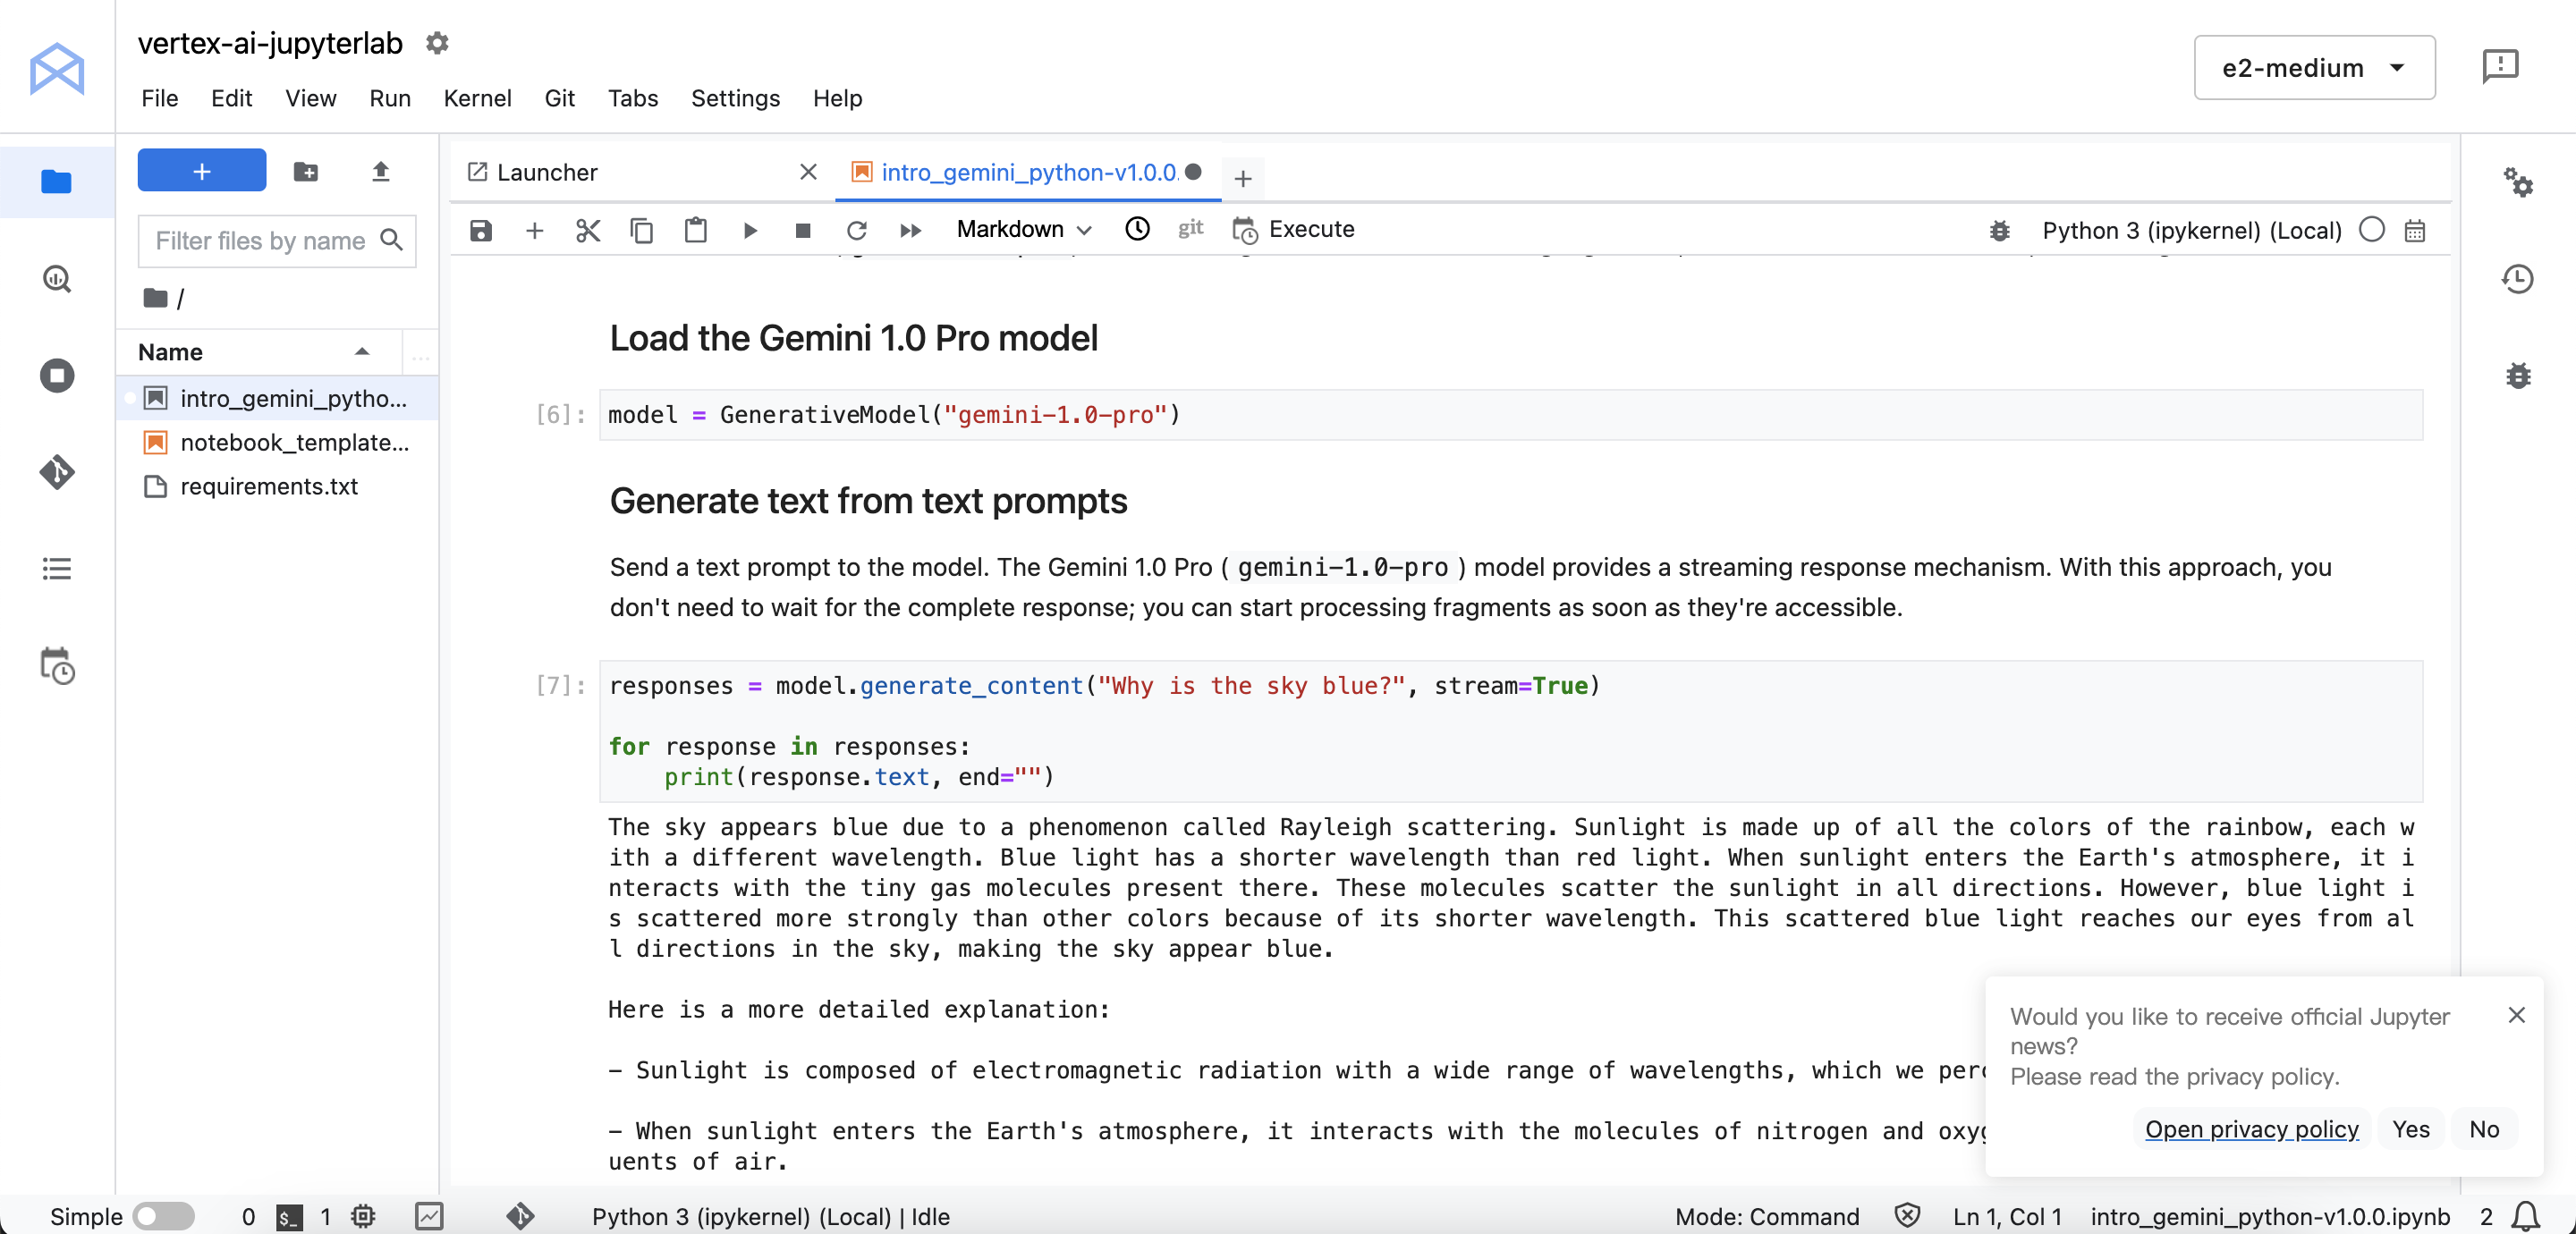 vertex-ai-jupyterlab
File Edit View Run Kernel Git Tabs Settings Help
e2-medium
+
Filter files by name
/
Name
...
intro_gemini_pytho...
notebook_template...
requirements.txt
Launcher
intro_gemini_python-v1.0.0.
+
Markdown
git
Execute
Python 3 (ipykernel) (Local)
Load the Gemini 1.0 Pro model
[6]: model = GenerativeModel("gemini-1.0-pro")
Generate text from text prompts
Send a text prompt to the model. The Gemini 1.0 Pro ( gemini-1.0-pro ) model provides a streaming response mechanism. With this approach, you
don't need to wait for the complete response; you can start processing fragments as soon as they're accessible.
[7]: responses = model.generate_content("Why is the sky blue?", stream=True)
for response in responses:
    print(response.text, end="")
The sky appears blue due to a phenomenon called Rayleigh scattering. Sunlight is made up of all the colors of the rainbow, each w
ith a different wavelength. Blue light has a shorter wavelength than red light. When sunlight enters the Earth's atmosphere, it i
nteracts with the tiny gas molecules present there. These molecules scatter the sunlight in all directions. However, blue light i
s scattered more strongly than other colors because of its shorter wavelength. This scattered blue light reaches our eyes from al
l directions in the sky, making the sky appear blue.
Here is a more detailed explanation:
- Sunlight is composed of electromagnetic radiation with a wide range of wavelengths, which we
- When sunlight enters the Earth's atmosphere, it interacts with the molecules of nitrogen and
uents of air.
Would you like to receive official Jupyter
news?
Please read the privacy policy.
Open privacy policy Yes No
Simple 0 $_ 1 Python 3 (ipykernel) (Local) | Idle Mode: Command Ln 1, Col 1 intro_gemini_python-v1.0.0.ipynb 2